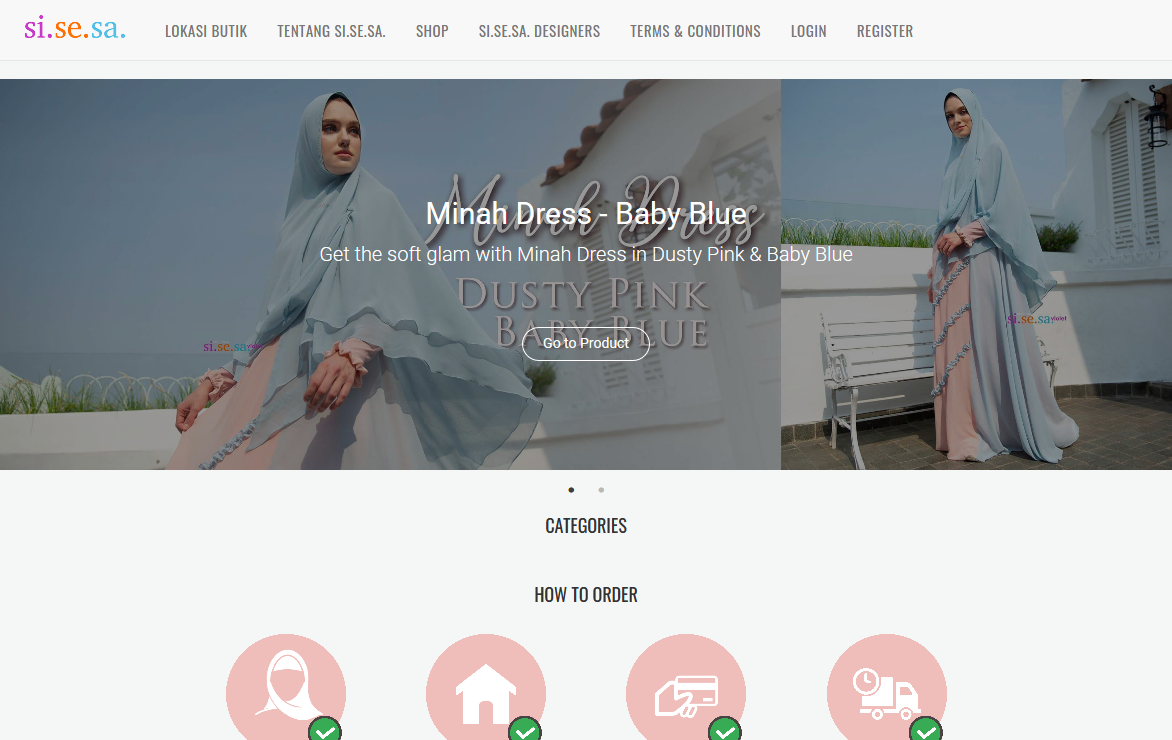 si.se.sa.
LOKASI BUTIK
TENTANG SI.SE.SA.
SHOP
SI.SE.SA. DESIGNERS
TERMS & CONDITIONS
LOGIN
REGISTER
Minah Dress
Minah Dress - Baby Blue
Get the soft glam with Minah Dress in Dusty Pink & Baby Blue
DUSTY PINK
BABY BLUE
si.se.sa.violet
Go to Product
si.se.sa.violet
CATEGORIES
HOW TO ORDER